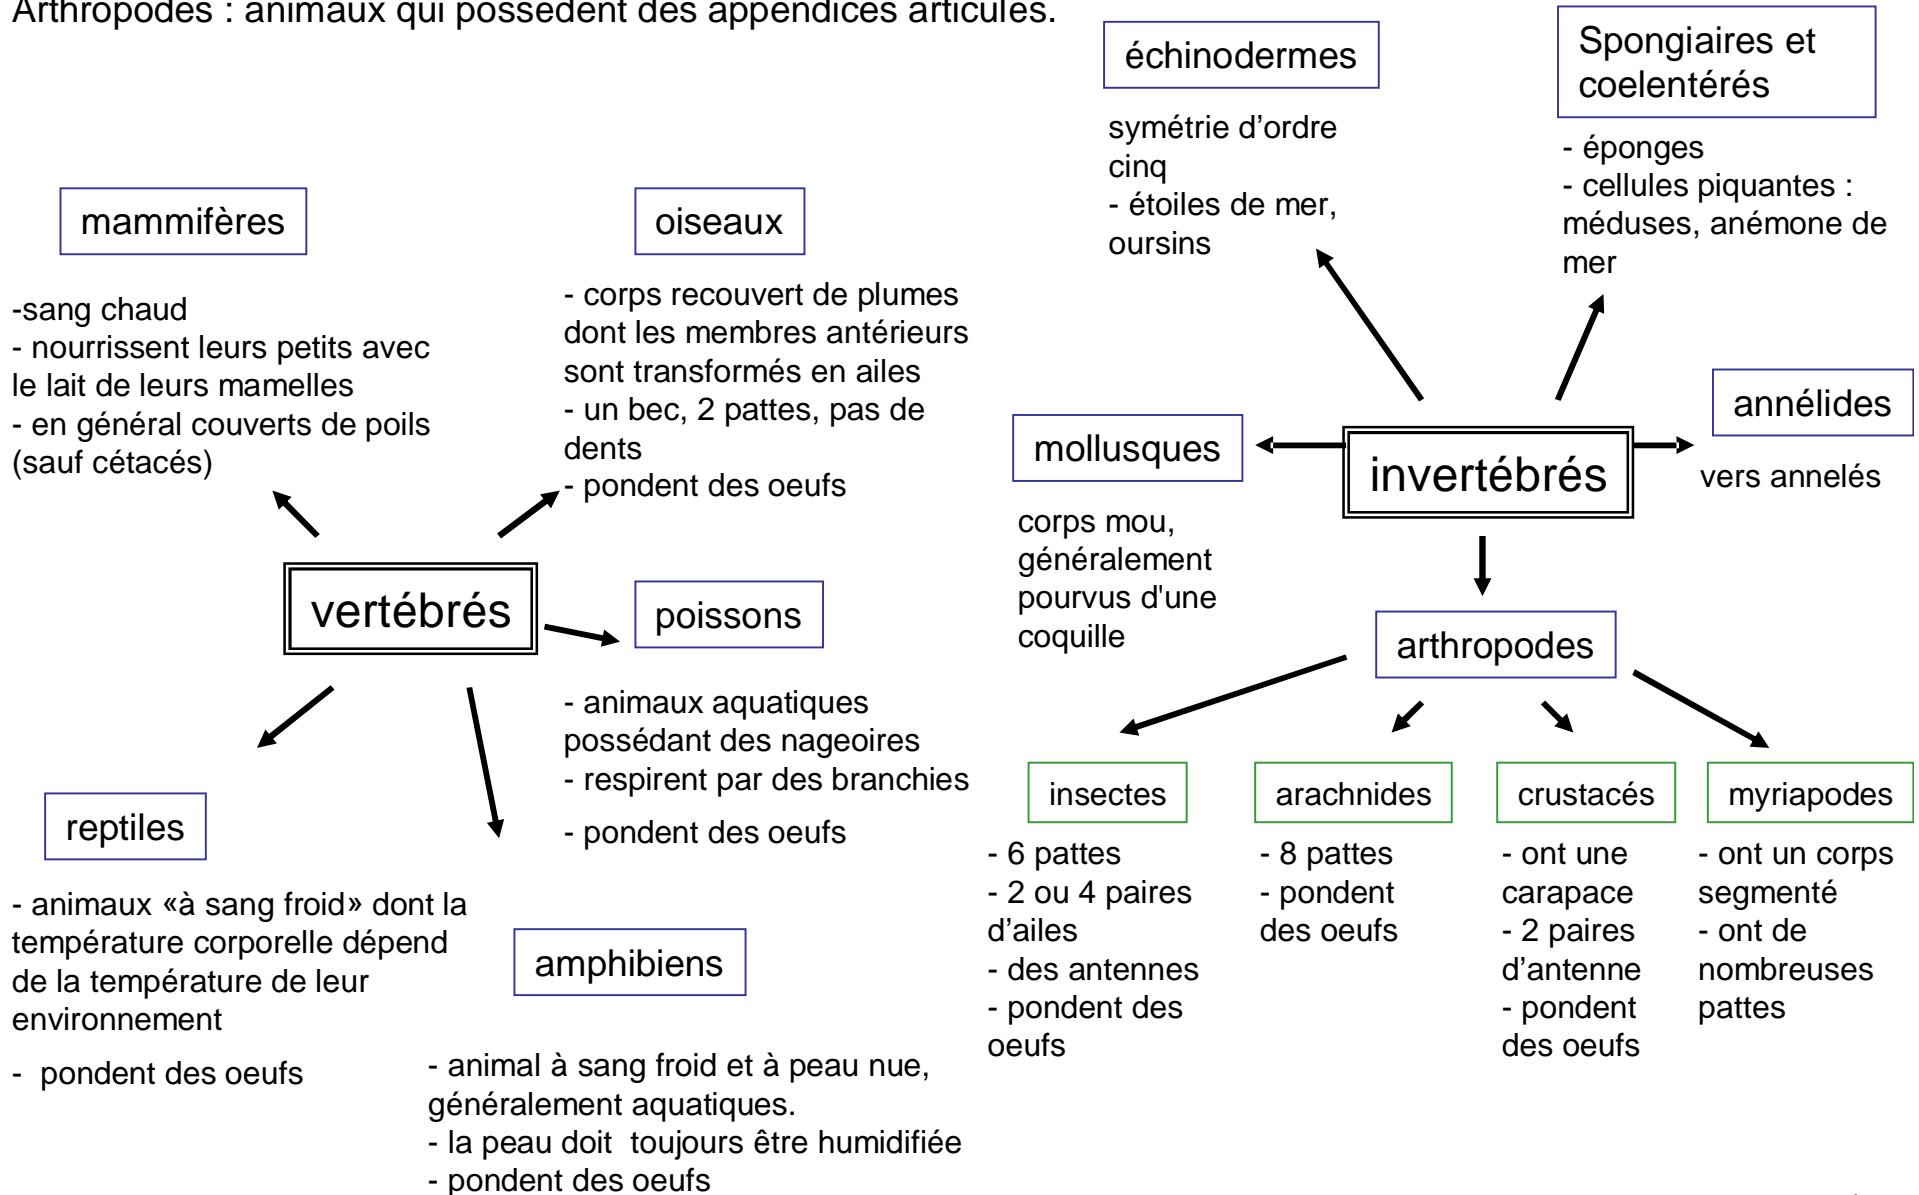 Arthropodes : animaux qui possèdent des appendices articulés.
mammifères
-sang chaud
- nourrissent leurs petits avec
le lait de leurs mamelles
- en général couverts de poils
(sauf cétacés)
oiseaux
- corps recouvert de plumes
dont les membres antérieurs
sont transformés en ailes
- un bec, 2 pattes, pas de
dents
- pondent des oeufs
vertébrés
poissons
- animaux aquatiques
possédant des nageoires
- respirent par des branchies
- pondent des oeufs
reptiles
- animaux «à sang froid» dont la
température corporelle dépend
de la température de leur
environnement
- pondent des oeufs
amphibiens
- animal à sang froid et à peau nue,
généralement aquatiques.
- la peau doit toujours être humidifiée
- pondent des oeufs
échinodermes
symétrie d’ordre
cinq
- étoiles de mer,
oursins
Spongiaires et
coelentérés
- éponges
- cellules piquantes :
méduses, anémone de
mer
mollusques
corps mou,
généralement
pourvus d'une
coquille
invertébrés
annélides
vers annelés
arthropodes
insectes
- 6 pattes
- 2 ou 4 paires
d’ailes
- des antennes
- pondent des
oeufs
arachnides
- 8 pattes
- pondent
des oeufs
crustacés
- ont une
carapace
- 2 paires
d’antenne
- pondent
des oeufs
myriapodes
- ont un corps
segmenté
- ont de
nombreuses
pattes